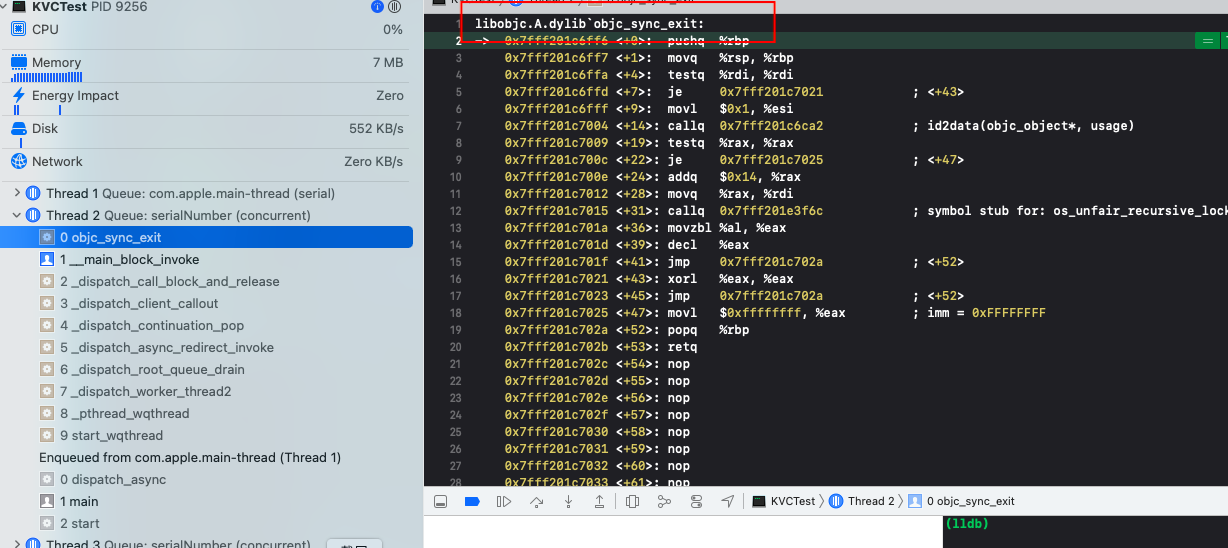 KVCTest PID 9256
CPU 0%
Memory 7 MB
Energy Impact Zero
Disk 552 KB/s
Network Zero KB/s
Thread 1 Queue: com.apple.main-thread (serial)
Thread 2 Queue: serialNumber (concurrent)
0 objc_sync_exit
1 __main_block_invoke
2 _dispatch_call_block_and_release
3 _dispatch_client_callout
4 _dispatch_continuation_pop
5 _dispatch_async_redirect_invoke
6 _dispatch_root_queue_drain
7 _dispatch_worker_thread2
8 _pthread_wqthread
9 start_wqthread
Enqueued from com.apple.main-thread (Thread 1)
0 dispatch_async
1 main
2 start
Thread 3 Queue: serialNumber (concurrent)
1 libobjc.A.dylib`objc_sync_exit:
2 -> 0x7fff201c6ff6 <+0>: pushq %rbp
3 0x7fff201c6ff7 <+1>: movq %rsp, %rbp
4 0x7fff201c6ffa <+4>: testq %rdi, %rdi
5 0x7fff201c6ffd <+7>: je 0x7fff201c7021 ; <+43>
6 0x7fff201c6fff <+9>: movl $0x1, %esi
7 0x7fff201c7004 <+14>: callq 0x7fff201c6ca2 ; id2data(objc_object*, usage)
8 0x7fff201c7009 <+19>: testq %rax, %rax
9 0x7fff201c700c <+22>: je 0x7fff201c7025 ; <+47>
10 0x7fff201c700e <+24>: addq $0x14, %rax
11 0x7fff201c7012 <+28>: movq %rax, %rdi
12 0x7fff201c7015 <+31>: callq 0x7fff201e3f6c ; symbol stub for: os_unfair_recursive_lock
13 0x7fff201c701a <+36>: movzbl %al, %eax
14 0x7fff201c701d <+39>: decl %eax
15 0x7fff201c701f <+41>: jmp 0x7fff201c702a ; <+52>
16 0x7fff201c7021 <+43>: xorl %eax, %eax
17 0x7fff201c7023 <+45>: jmp 0x7fff201c702a ; <+52>
18 0x7fff201c7025 <+47>: movl $0xffffffff, %eax ; imm = 0xFFFFFFFF
19 0x7fff201c702a <+52>: popq %rbp
20 0x7fff201c702b <+53>: retq
21 0x7fff201c702c <+54>: nop
22 0x7fff201c702d <+55>: nop
23 0x7fff201c702e <+56>: nop
24 0x7fff201c702f <+57>: nop
25 0x7fff201c7030 <+58>: nop
26 0x7fff201c7031 <+59>: nop
27 0x7fff201c7032 <+60>: nop
28 0x7fff201c7033 <+61>: nop
KVCTest Thread 2 0 objc_sync_exit
(lldb)